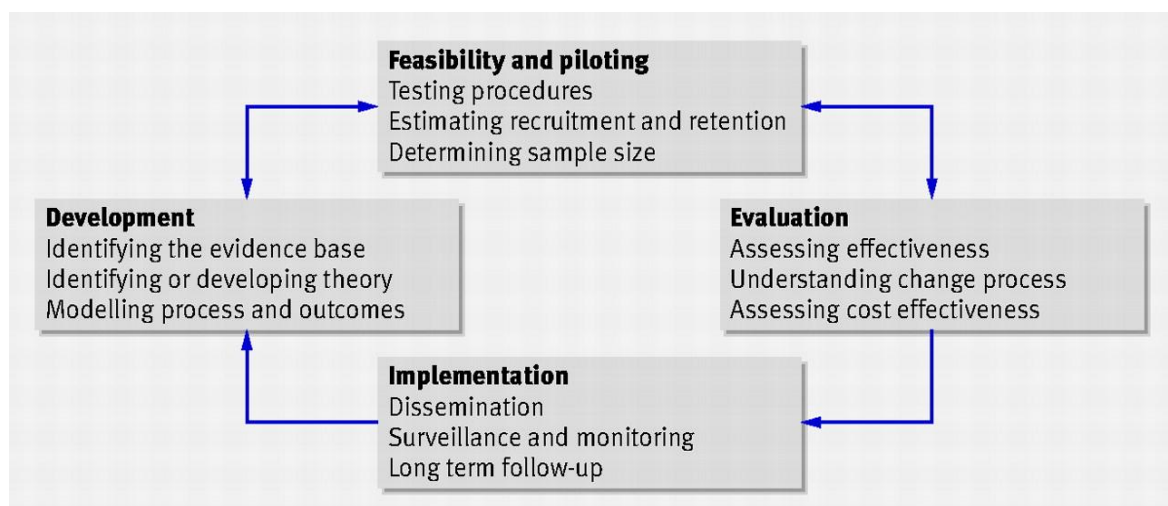 Feasibility and piloting
Testing procedures
Estimating recruitment and retention
Determining sample size
Development
Identifying the evidence base
Identifying or developing theory
Modelling process and outcomes
Evaluation
Assessing effectiveness
Understanding change process
Assessing cost effectiveness
Implementation
Dissemination
Surveillance and monitoring
Long term follow-up